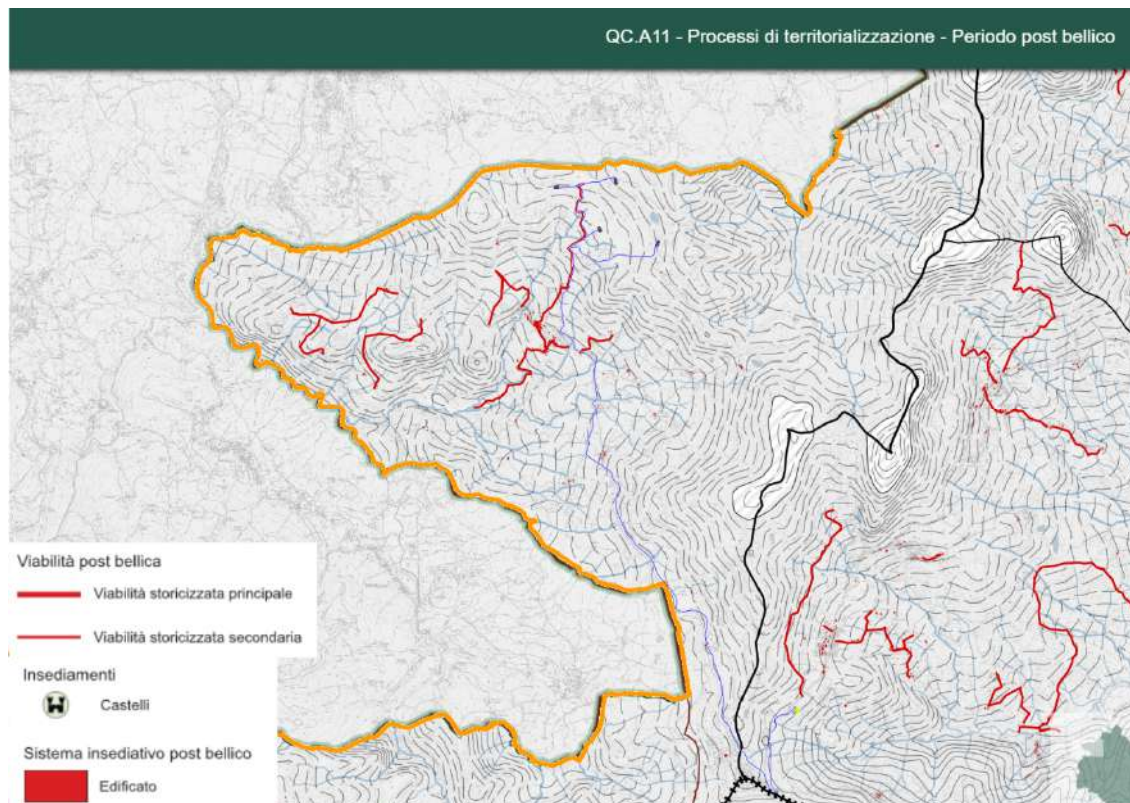 QC.A11 - Processi di territorializzazione - Periodo post bellico
Viabilità post bellica
Viabilità storicizzata principale
Viabilità storicizzata secondaria
Insediamenti
Castelli
Sistema insediativo post bellico
Edificato